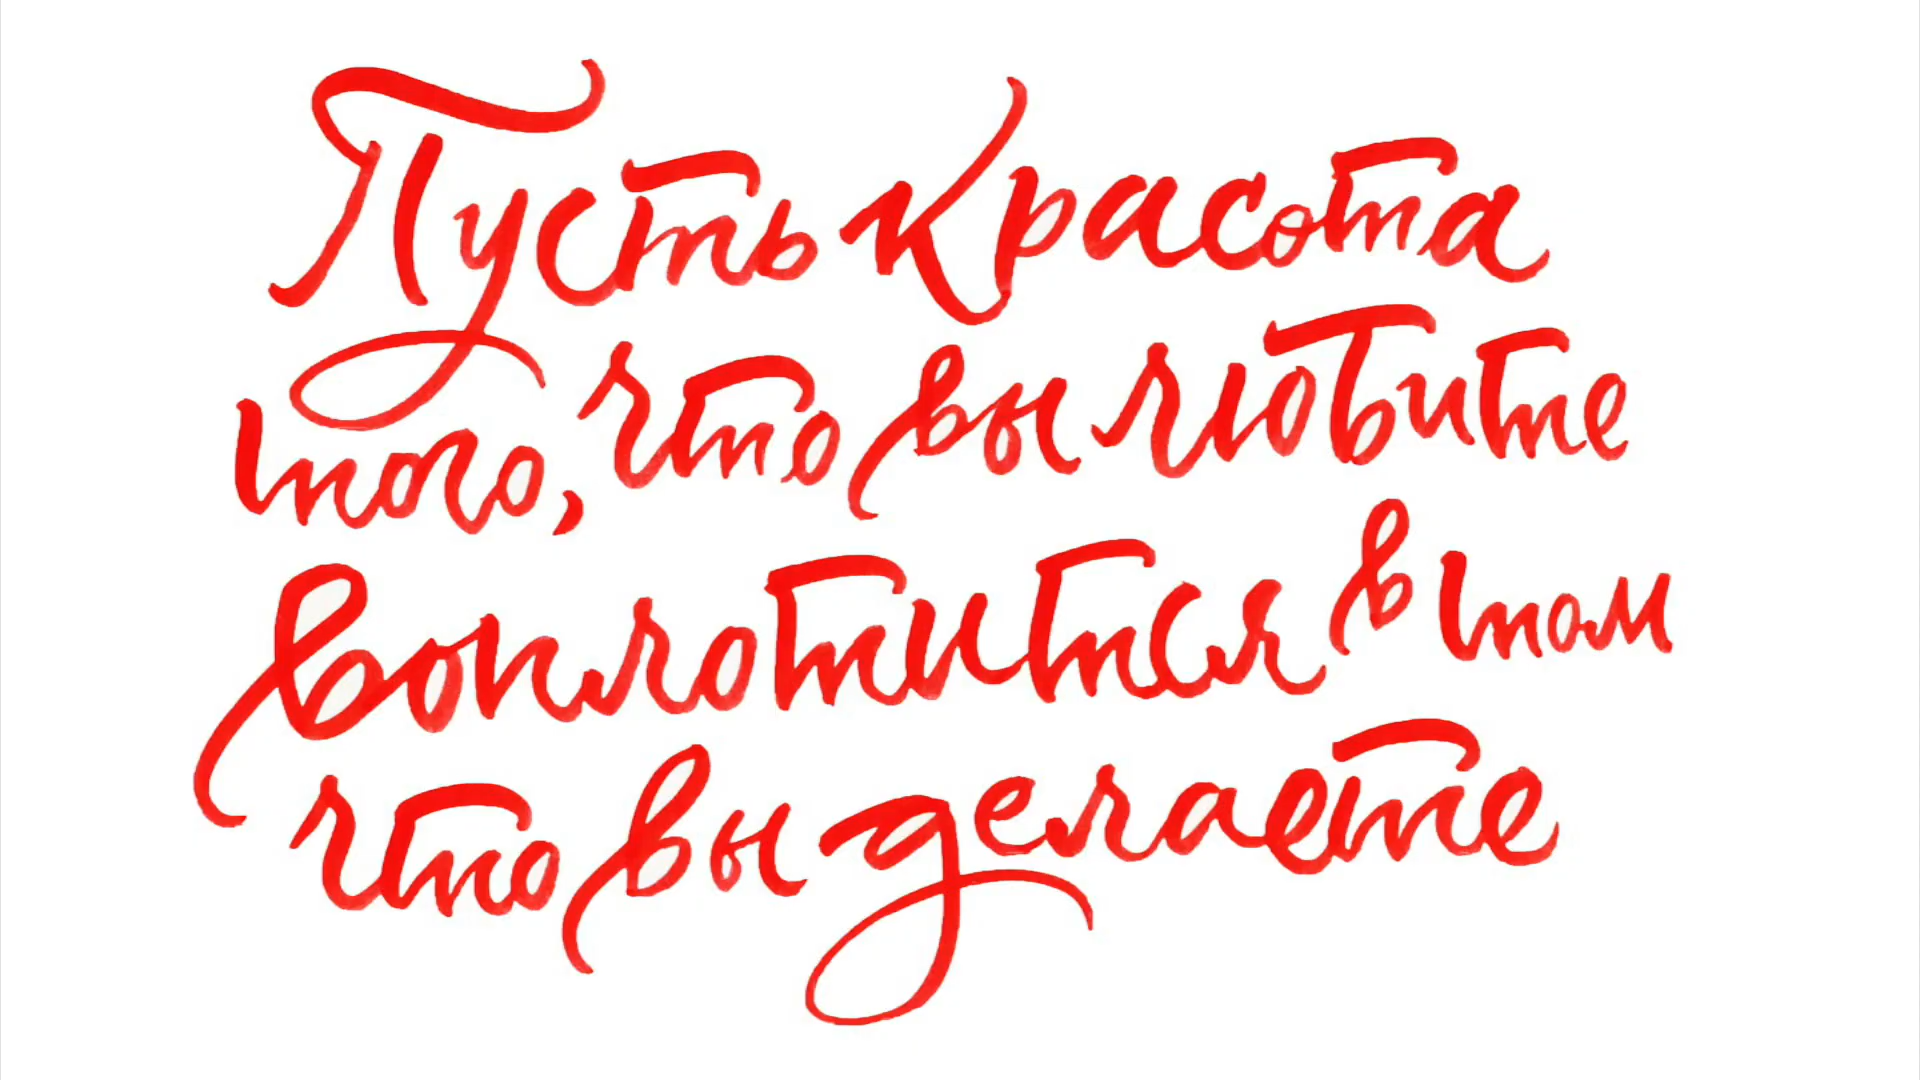 Пусть красота
того, что вы любите
воплотится в том
что вы делаете